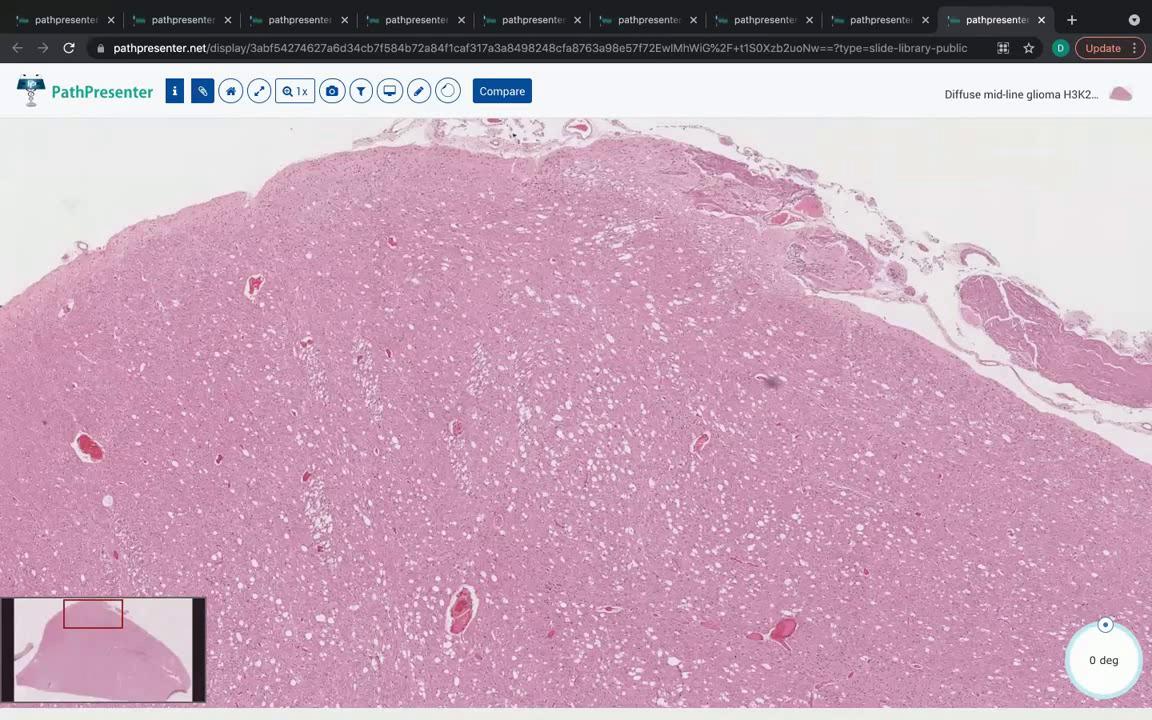 pathpresenter pathpresenter pathpresenter pathpresenter pathpresenter pathpresenter pathpresenter pathpresenter pathpresenter
pathpresenter.net/display/3abf54274627a6d34cb7f584b72a84f1caf317a3a8498248cfa8763a98e57f72EwlMhWiG%2F+t1S0Xzb2uoNw==?type=slide-library-public D Update
PathPresenter i 1x Compare Diffuse mid-line glioma H3K2...
0 deg